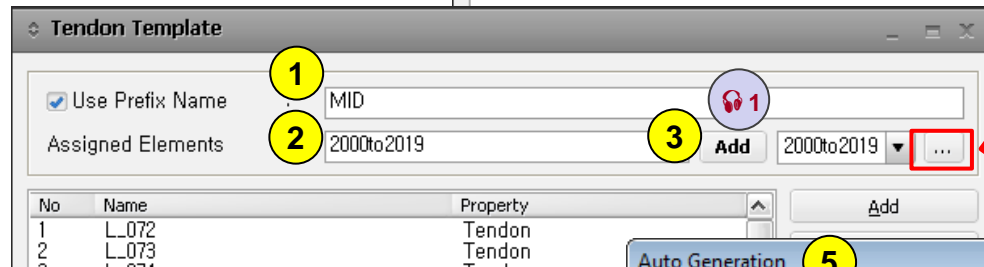 Tendon Template
1
Use Prefix Name : MID 1
Assigned Elements 2 2000to2019 3 Add 2000to2019 ...
No Name Property Add
1 L_072 Tendon
2 L_073 Tendon
Auto Generation 5